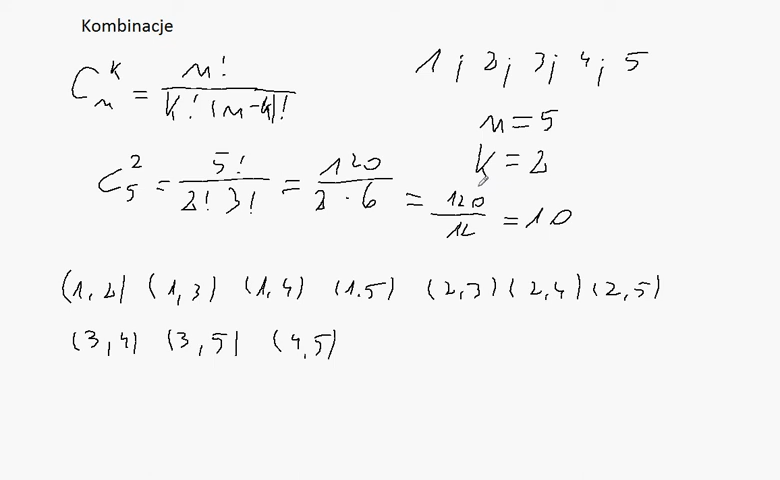 Kombinacje
C_n^k = n! / k! (n-k)!
1; 2; 3; 4; 5
n = 5
k = 2
C_5^2 = 5! / 2! 3! = 120 / 2 · 6 = 120 / 12 = 10
(1, 2) (1, 3) (1, 4) (1.5) (2, 3) (2, 4) (2, 5)
(3, 4) (3, 5) (4, 5)